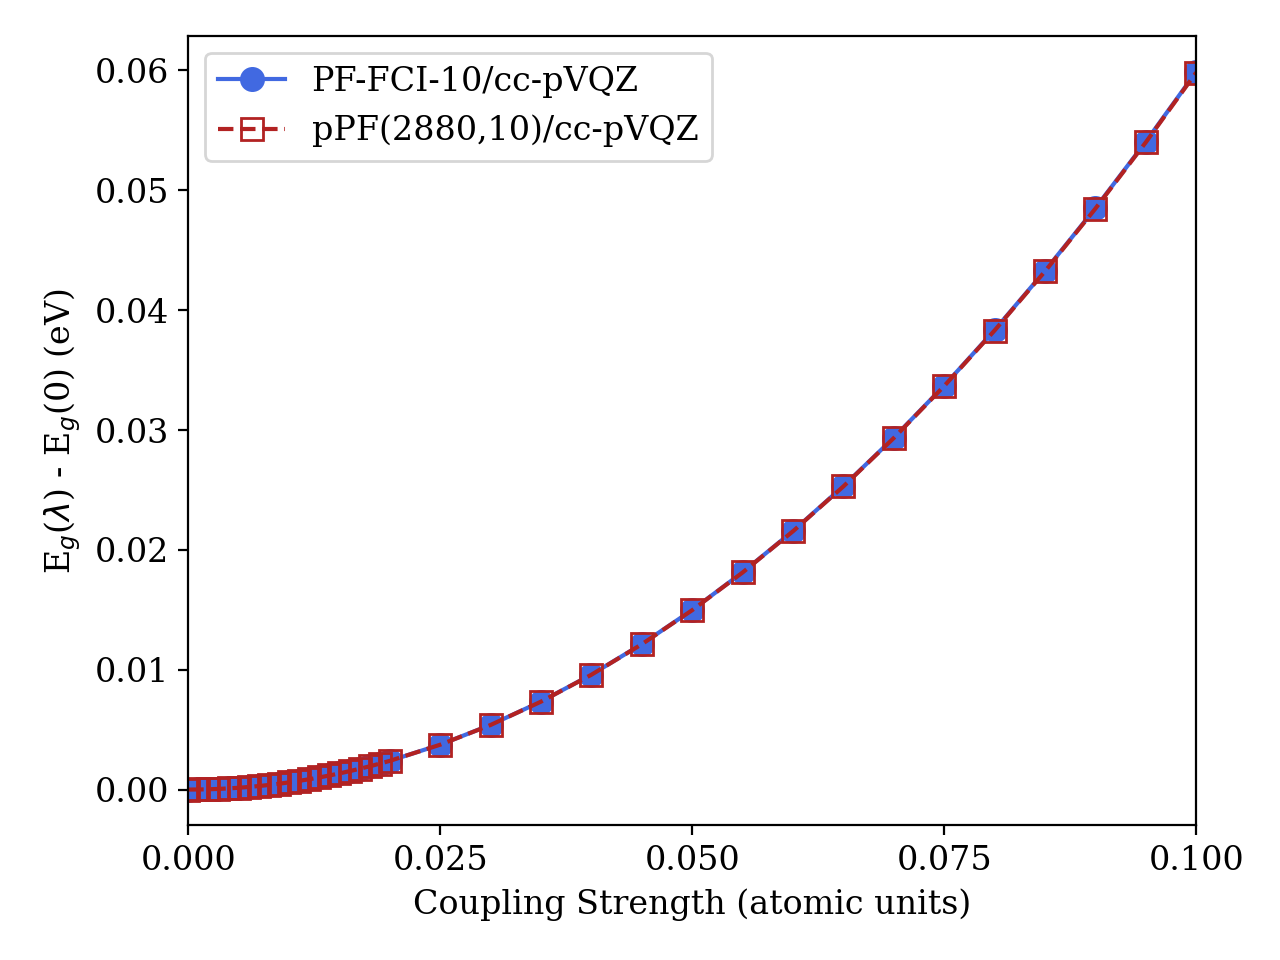 PF-FCI-10/cc-pVQZ
pPF(2880,10)/cc-pVQZ
E_g(λ) - E_g(0) (eV)
0.06
0.05
0.04
0.03
0.02
0.01
0.00
0.000 0.025 0.050 0.075 0.100
Coupling Strength (atomic units)